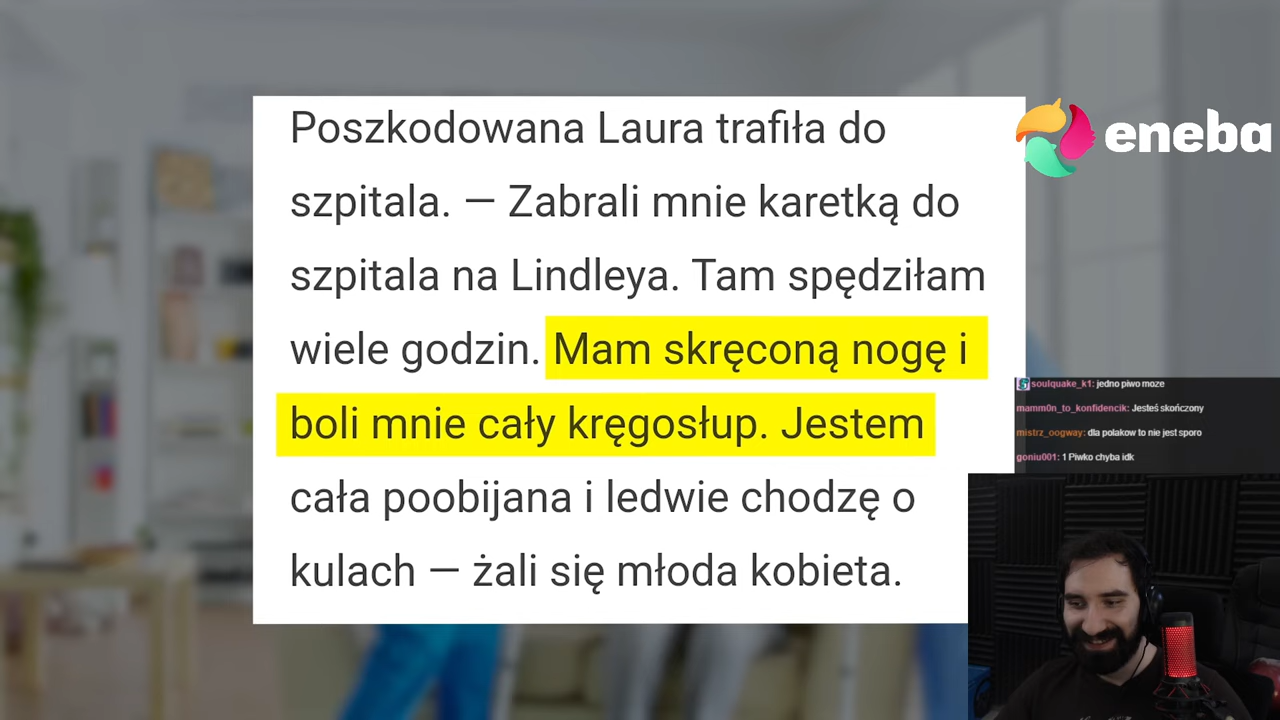 Poszkodowana Laura trafiła do
szpitala. — Zabrali mnie karetką do
szpitala na Lindleya. Tam spędziłam
wiele godzin. Mam skręconą nogę i
boli mnie cały kręgosłup. Jestem
cała poobijana i ledwie chodzę o
kulach — żali się młoda kobieta.
eneba
soulquake_k1: jedno piwo moze
mamm0n_to_konfidencik: Jesteś skończony
mistrz_oogway: dla polakow to nie jest sporo
goniu001: 1 Piwko chyba idk